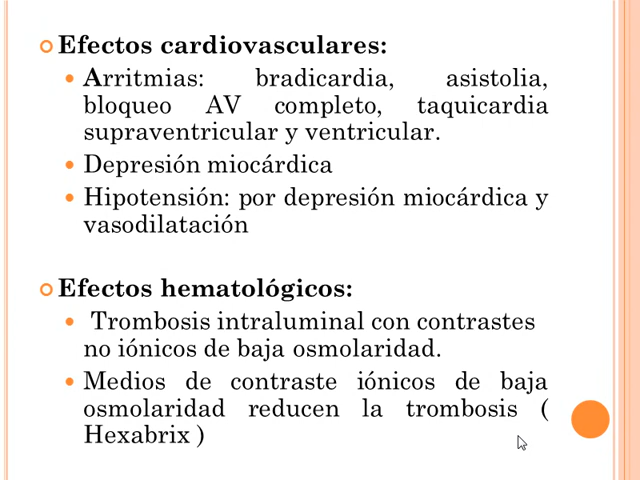 Efectos cardiovasculares:
Arritmias: bradicardia, asistolia,
bloqueo AV completo, taquicardia
supraventricular y ventricular.
Depresión miocárdica
Hipotensión: por depresión miocárdica y
vasodilatación
Efectos hematológicos:
Trombosis intraluminal con contrastes
no iónicos de baja osmolaridad.
Medios de contraste iónicos de baja
osmolaridad reducen la trombosis (
Hexabrix )